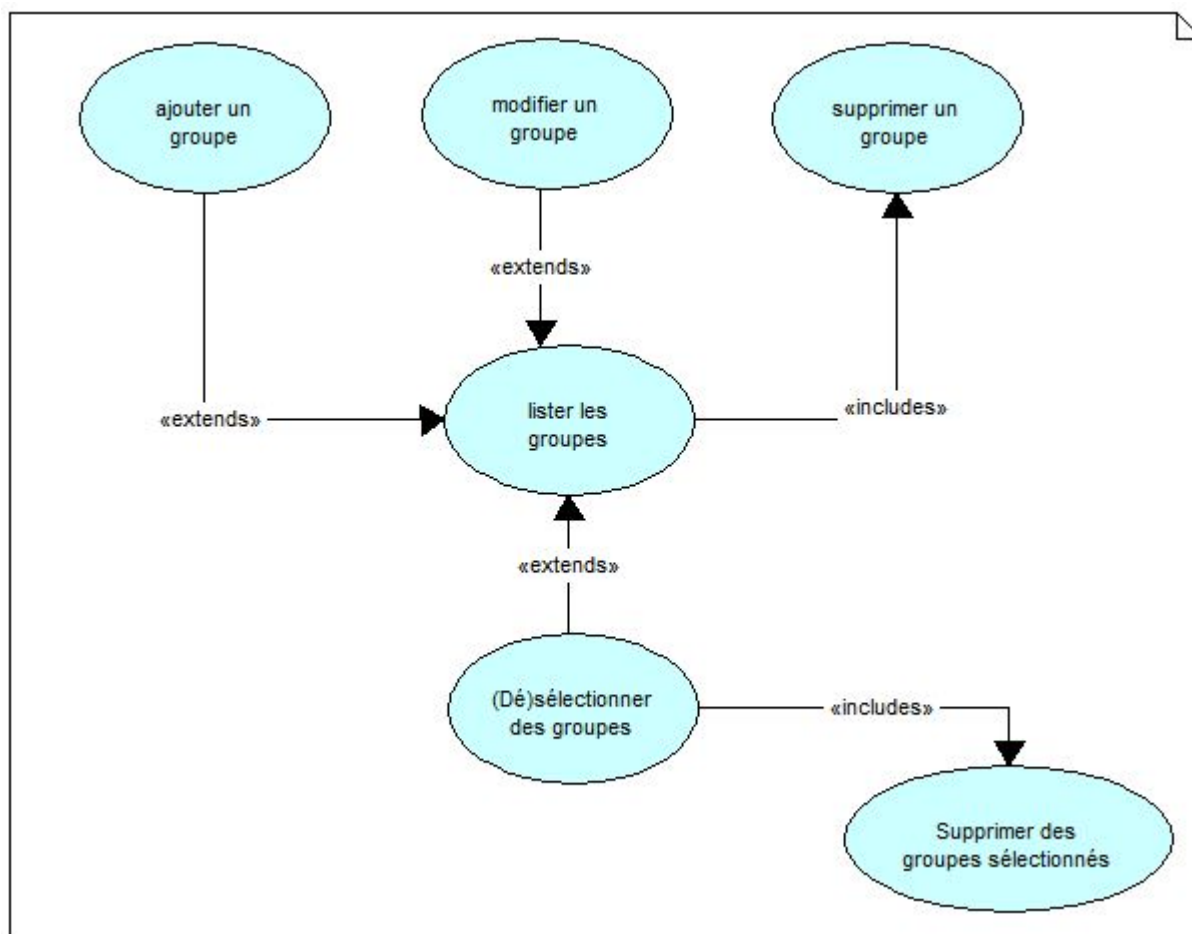 ajouter un
groupe
modifier un
groupe
supprimer un
groupe
«extends»
«extends»
lister les
groupes
«includes»
«extends»
(Dé)sélectionner
des groupes
«includes»
Supprimer des
groupes sélectionnés